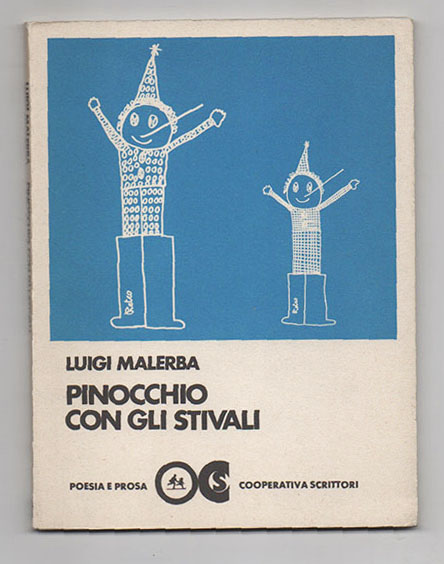 LUIGI MALERBA
PINOCCHIO
CON GLI STIVALI
POESIA E PROSA
COOPERATIVA SCRITTORI